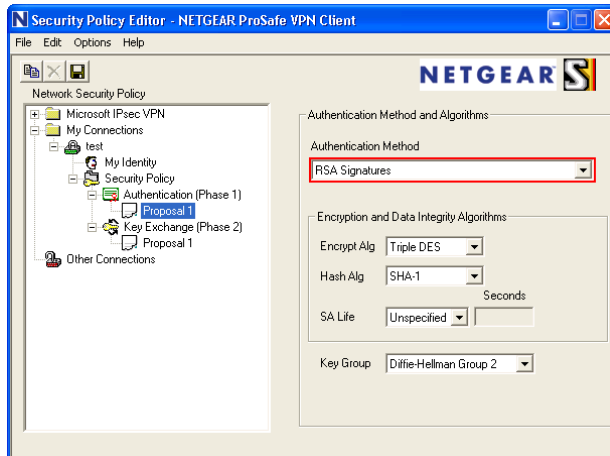 N Security Policy Editor - NETGEAR ProSafe VPN Client
File Edit Options Help
NETGEAR
Network Security Policy
Microsoft IPsec VPN
My Connections
test
My Identity
Security Policy
Authentication (Phase 1)
Proposal 1
Key Exchange (Phase 2)
Proposal 1
Other Connections
Authentication Method and Algorithms
Authentication Method
RSA Signatures
Encryption and Data Integrity Algorithms
Encrypt Alg Triple DES
Hash Alg SHA-1
Seconds
SA Life Unspecified
Key Group Diffie-Hellman Group 2